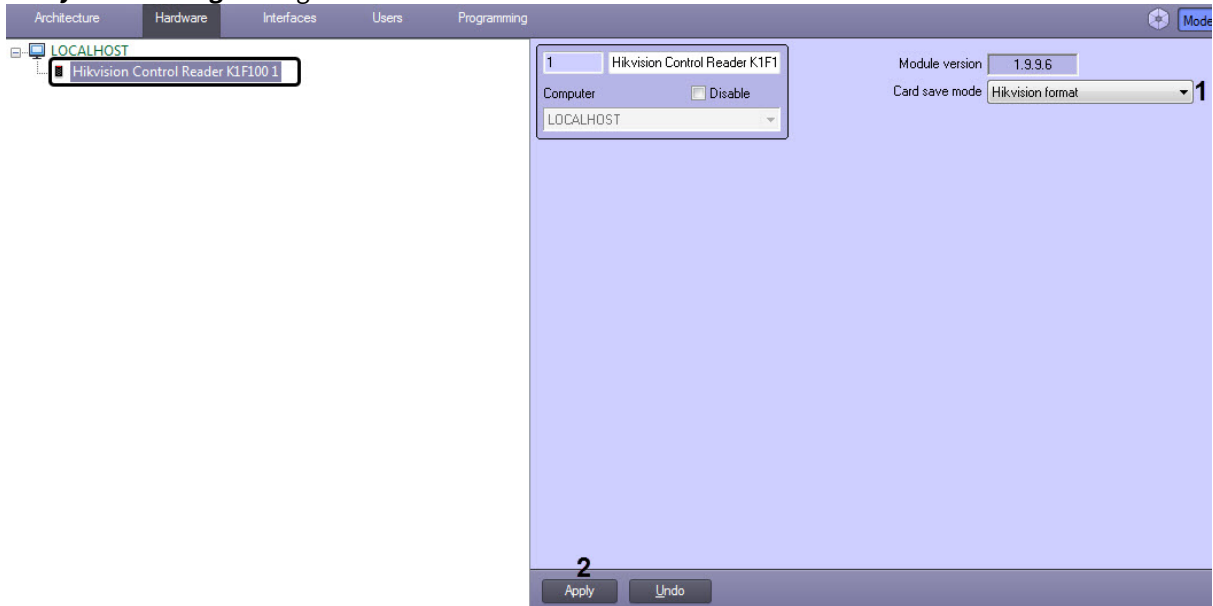 Architecture Hardware Interfaces Users Programming
Mode
LOCALHOST
Hikvision Control Reader K1F100 1
1 Hikvision Control Reader K1F1
Computer Disable
LOCALHOST
Module version 1.9.9.6
Card save mode Hikvision format 1
2
Apply Undo